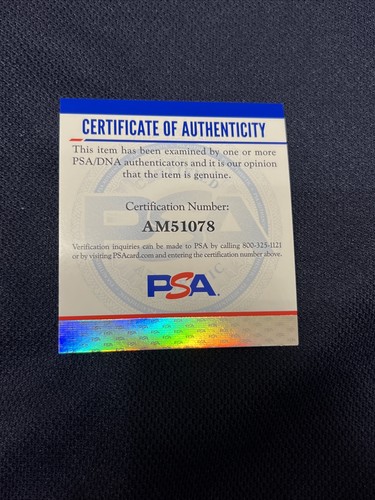 CERTIFICATE OF AUTHENTICITY
This item has been examined by one or more
PSA/DNA authenticators and it is our opinion
that the item is genuine.
Certification Number:
AM51078
Verification inquiries can be made to PSA by calling 800-325-1121
or by visiting PSAcard.com and entering the certification number above.
PSA